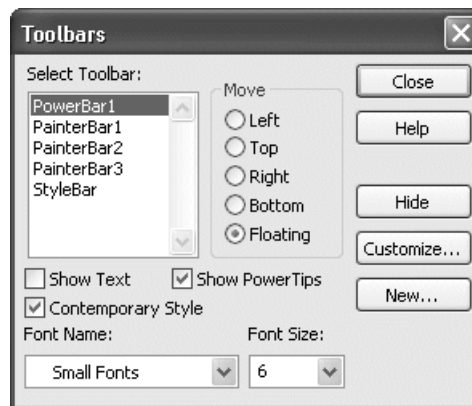 Toolbars
Select Toolbar:
PowerBar1
PainterBar1
PainterBar2
PainterBar3
StyleBar
Move
Left
Top
Right
Bottom
Floating
Close
Help
Hide
Customize...
New...
Show Text
Show PowerTips
Contemporary Style
Font Name:
Font Size:
Small Fonts
6